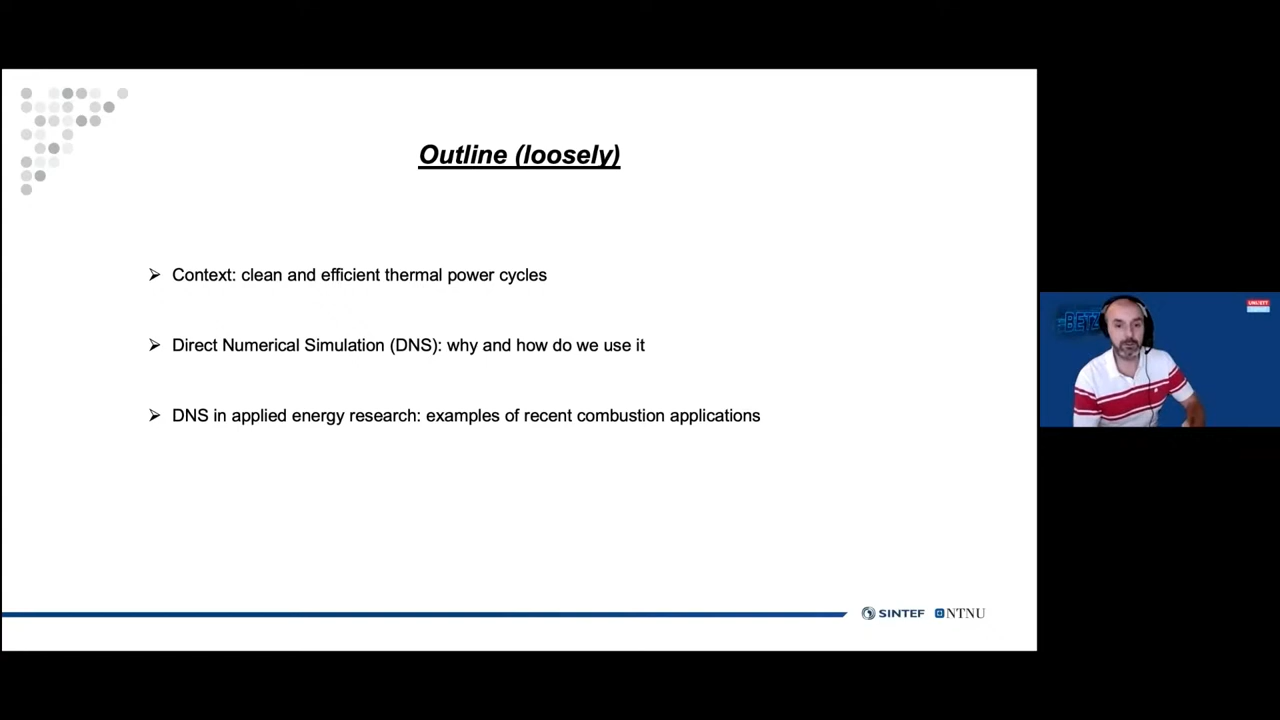 Outline (loosely)
Context: clean and efficient thermal power cycles
Direct Numerical Simulation (DNS): why and how do we use it
DNS in applied energy research: examples of recent combustion applications
SINTEF NTNU